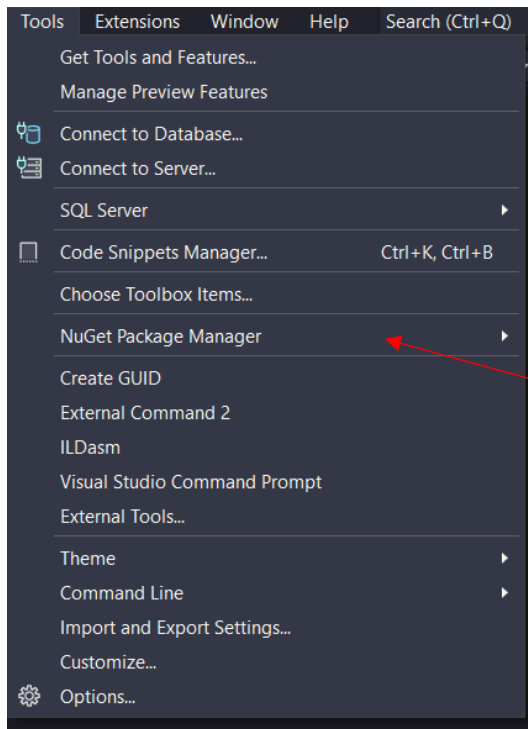 Tools Extensions Window Help Search (Ctrl+Q)
Get Tools and Features...
Manage Preview Features
Connect to Database...
Connect to Server...
SQL Server
Code Snippets Manager... Ctrl+K, Ctrl+B
Choose Toolbox Items...
NuGet Package Manager
Create GUID
External Command 2
ILDasm
Visual Studio Command Prompt
External Tools...
Theme
Command Line
Import and Export Settings...
Customize...
Options...